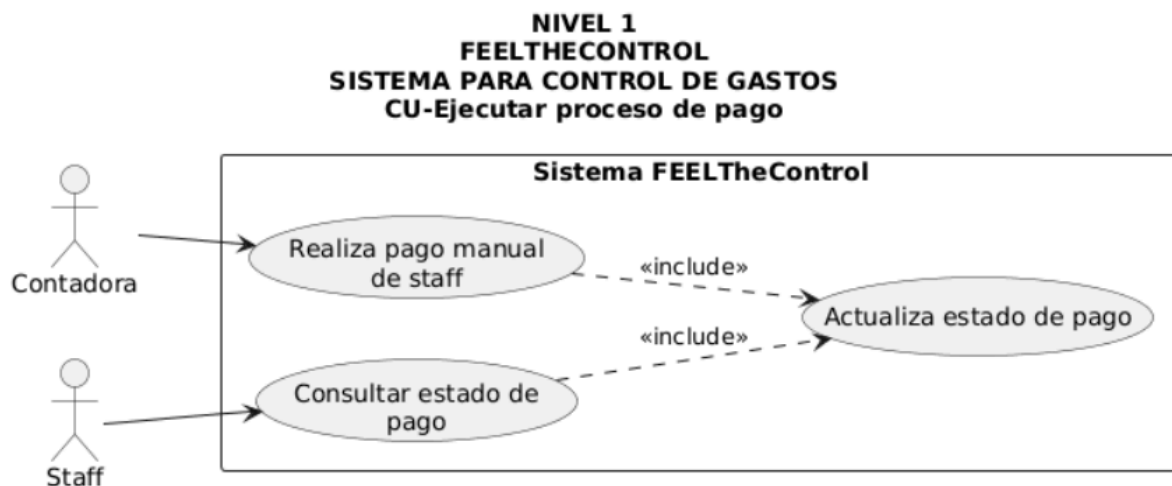 NIVEL 1
FEELTHECONTROL
SISTEMA PARA CONTROL DE GASTOS
CU-Ejecutar proceso de pago
Sistema FEELTheControl
Contadora
Realiza pago manual
de staff
«include»
Actualiza estado de pago
«include»
Consultar estado de
pago
Staff